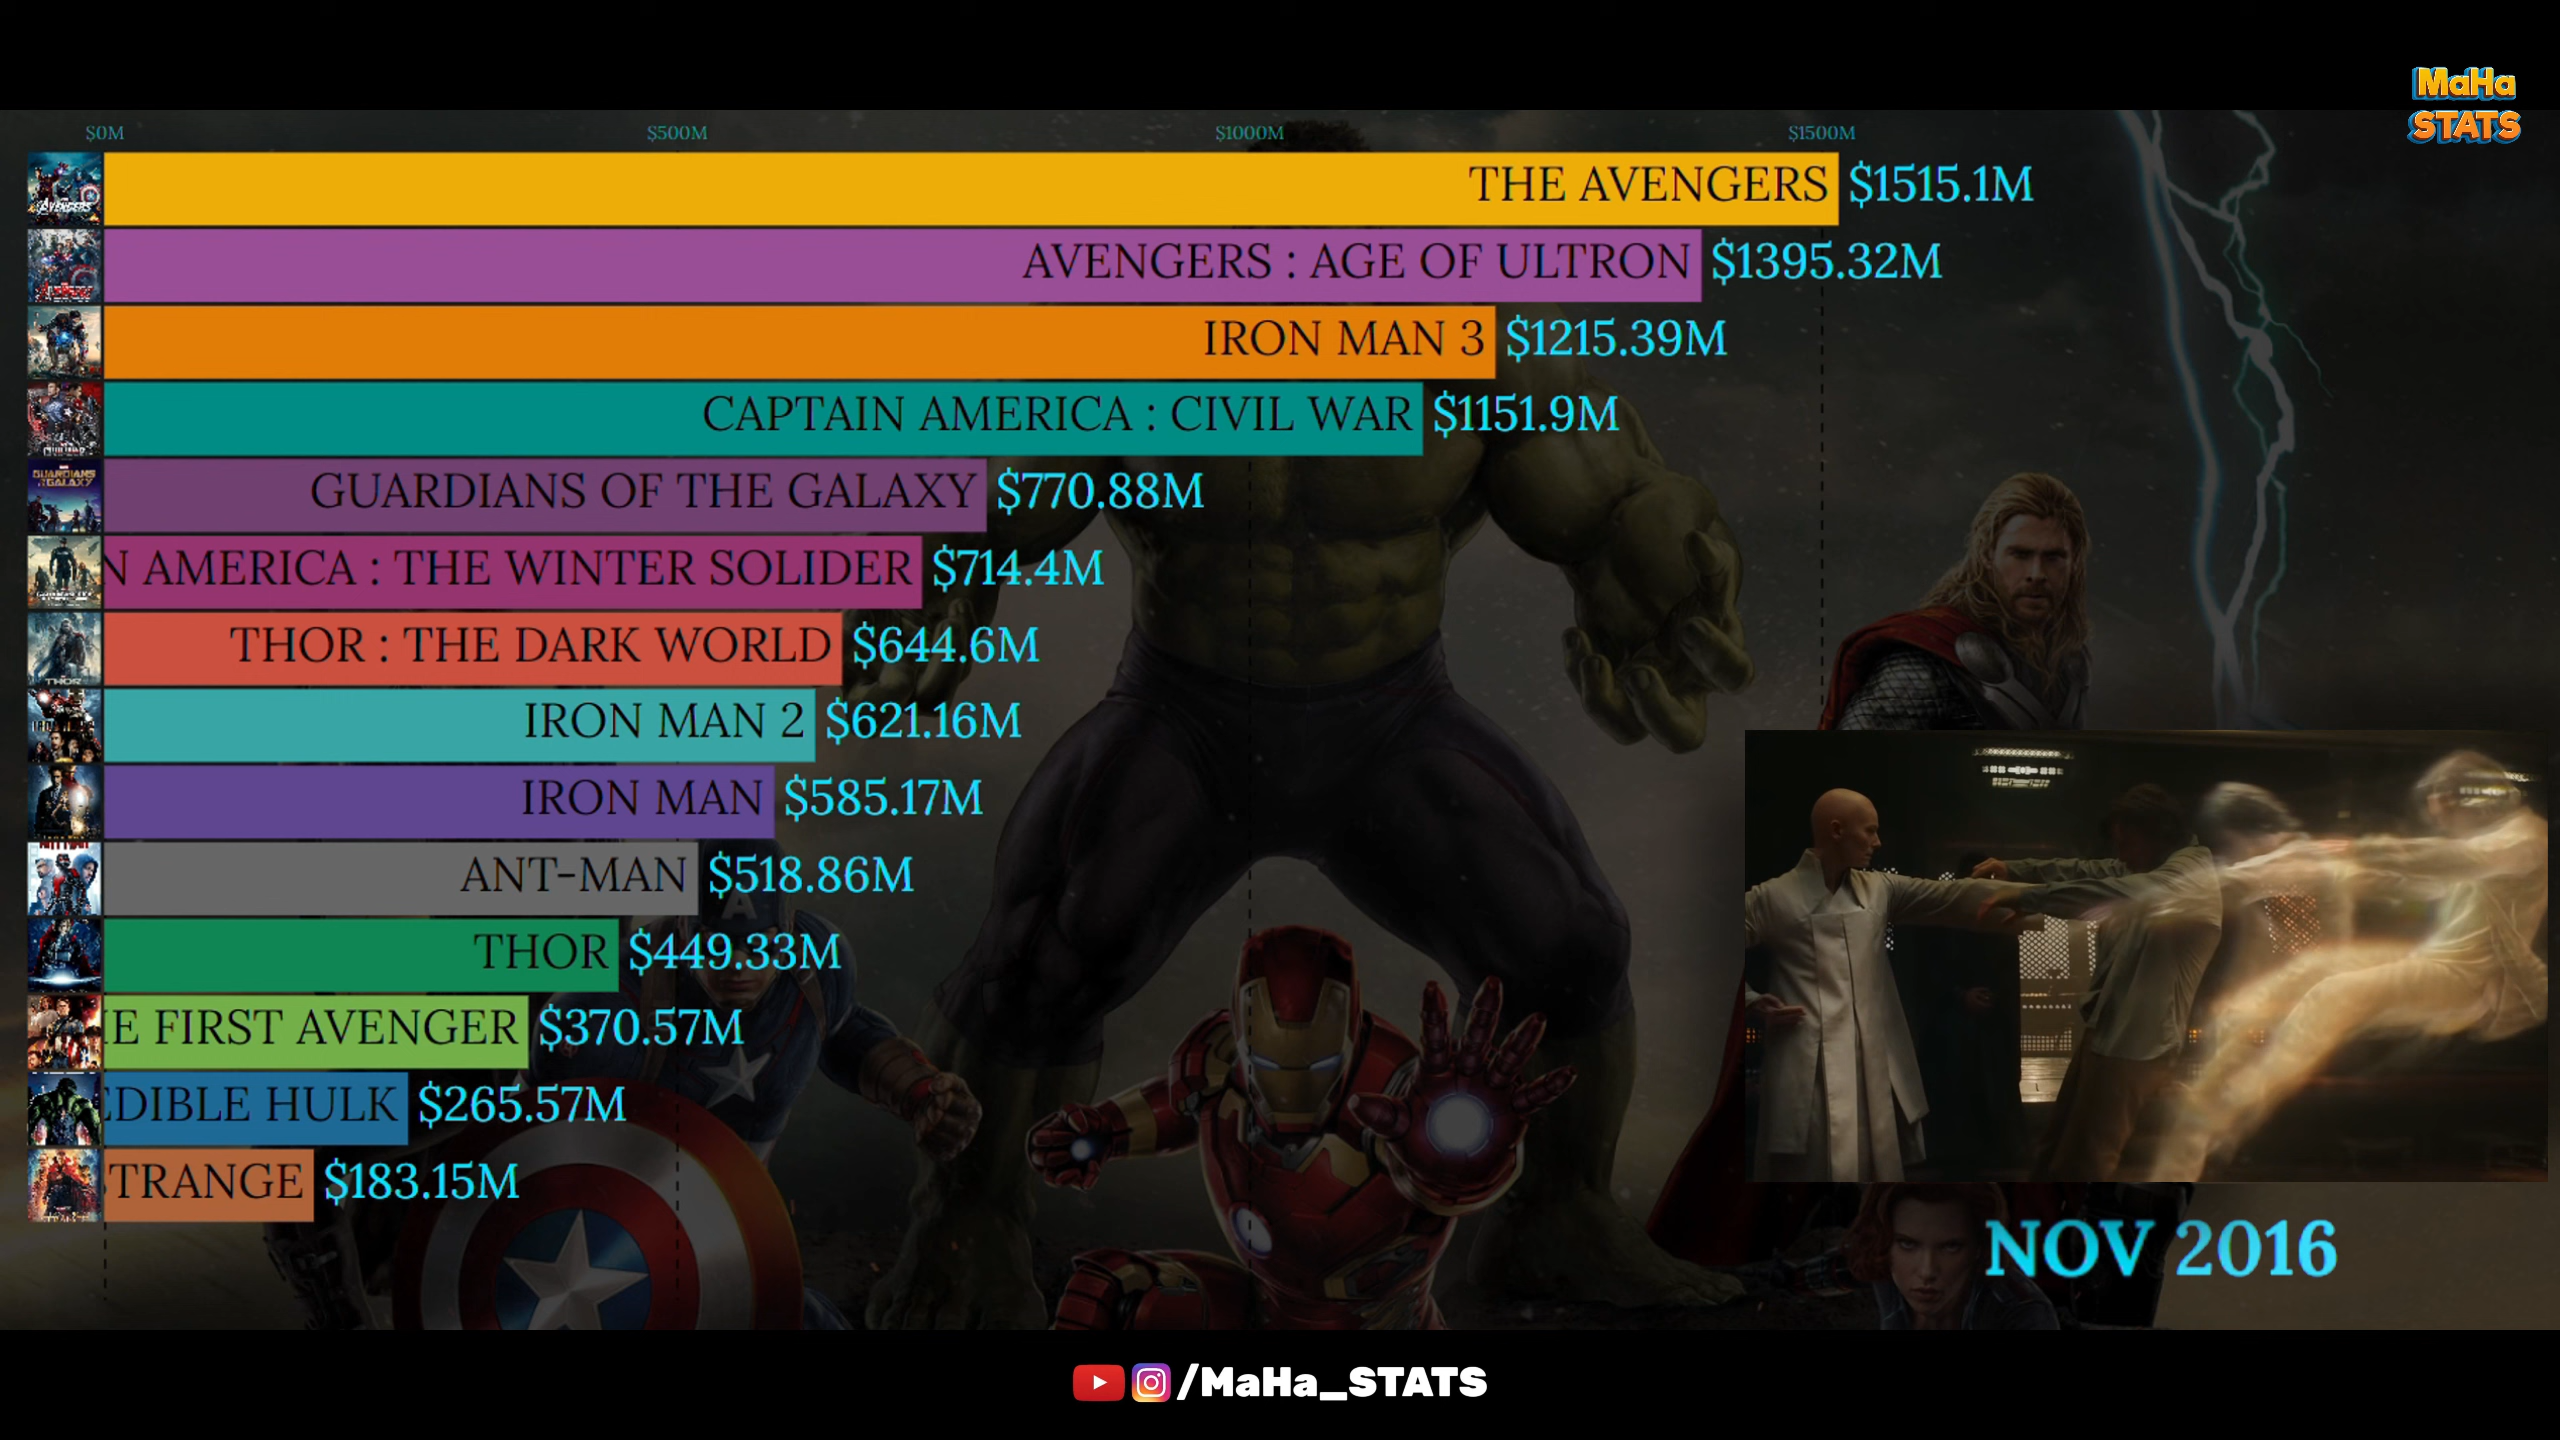 MaHa
STATS
$0M $500M $1000M $1500M
THE AVENGERS $1515.1M
AVENGERS : AGE OF ULTRON $1395.32M
IRON MAN 3 $1215.39M
CAPTAIN AMERICA : CIVIL WAR $1151.9M
GUARDIANS OF THE GALAXY $770.88M
N AMERICA : THE WINTER SOLIDER $714.4M
THOR : THE DARK WORLD $644.6M
IRON MAN 2 $621.16M
IRON MAN $585.17M
ANT-MAN $518.86M
THOR $449.33M
E FIRST AVENGER $370.57M
EDIBLE HULK $265.57M
TRANGE $183.15M
NOV 2016
/MaHa_STATS